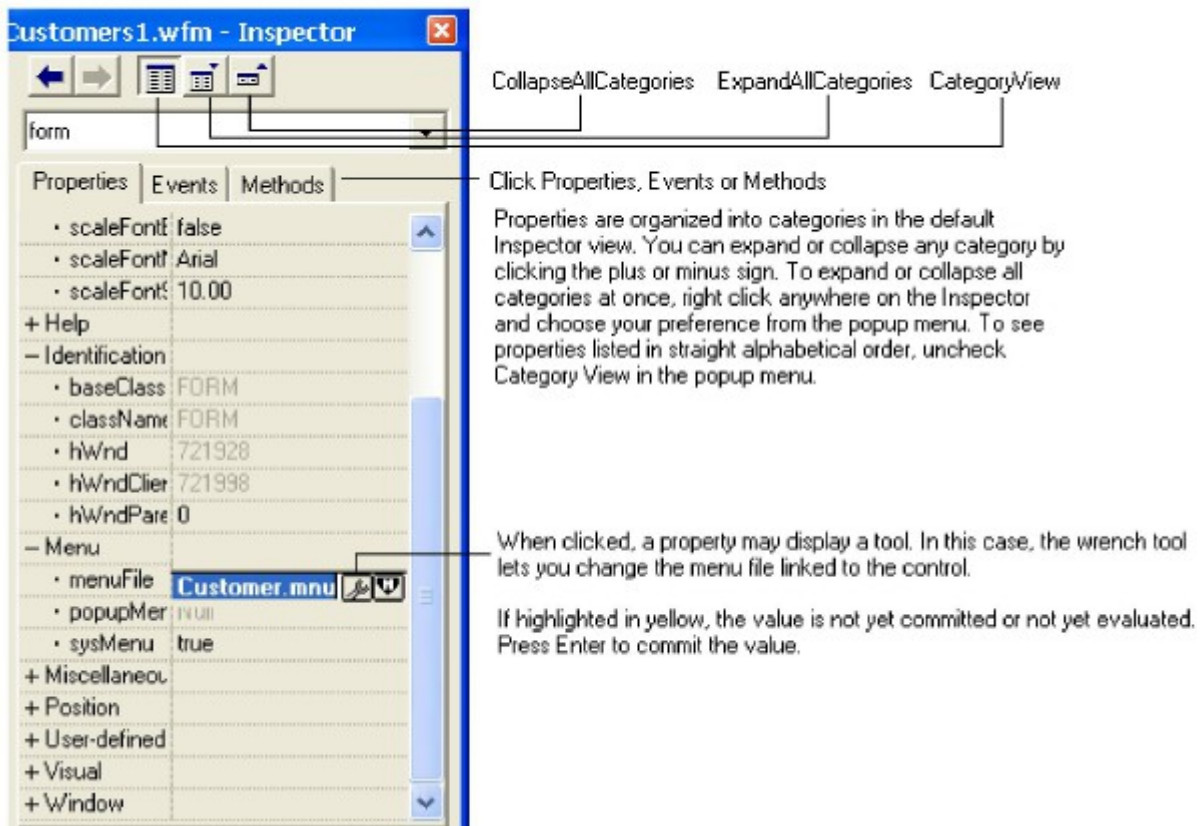 Customers1.wfm - Inspector
CollapseAllCategories ExpandAllCategories CategoryView
form
Properties Events Methods
Click Properties, Events or Methods
Properties are organized into categories in the default
Inspector view. You can expand or collapse any category by
clicking the plus or minus sign. To expand or collapse all
categories at once, right click anywhere on the Inspector
and choose your preference from the popup menu. To see
properties listed in straight alphabetical order, uncheck
Category View in the popup menu.
· scaleFontE false
· scaleFontN Arial
· scaleFontS 10.00
+ Help
– Identification
· baseClass FORM
· className FORM
· hWnd 721928
· hWndClier 721998
· hWndPare 0
– Menu
· menuFile Customer.mnu
· popupMer Null
· sysMenu true
+ Miscellaneou
+ Position
+ User-defined
+ Visual
+ Window
When clicked, a property may display a tool. In this case, the wrench tool
lets you change the menu file linked to the control.
If highlighted in yellow, the value is not yet committed or not yet evaluated.
Press Enter to commit the value.